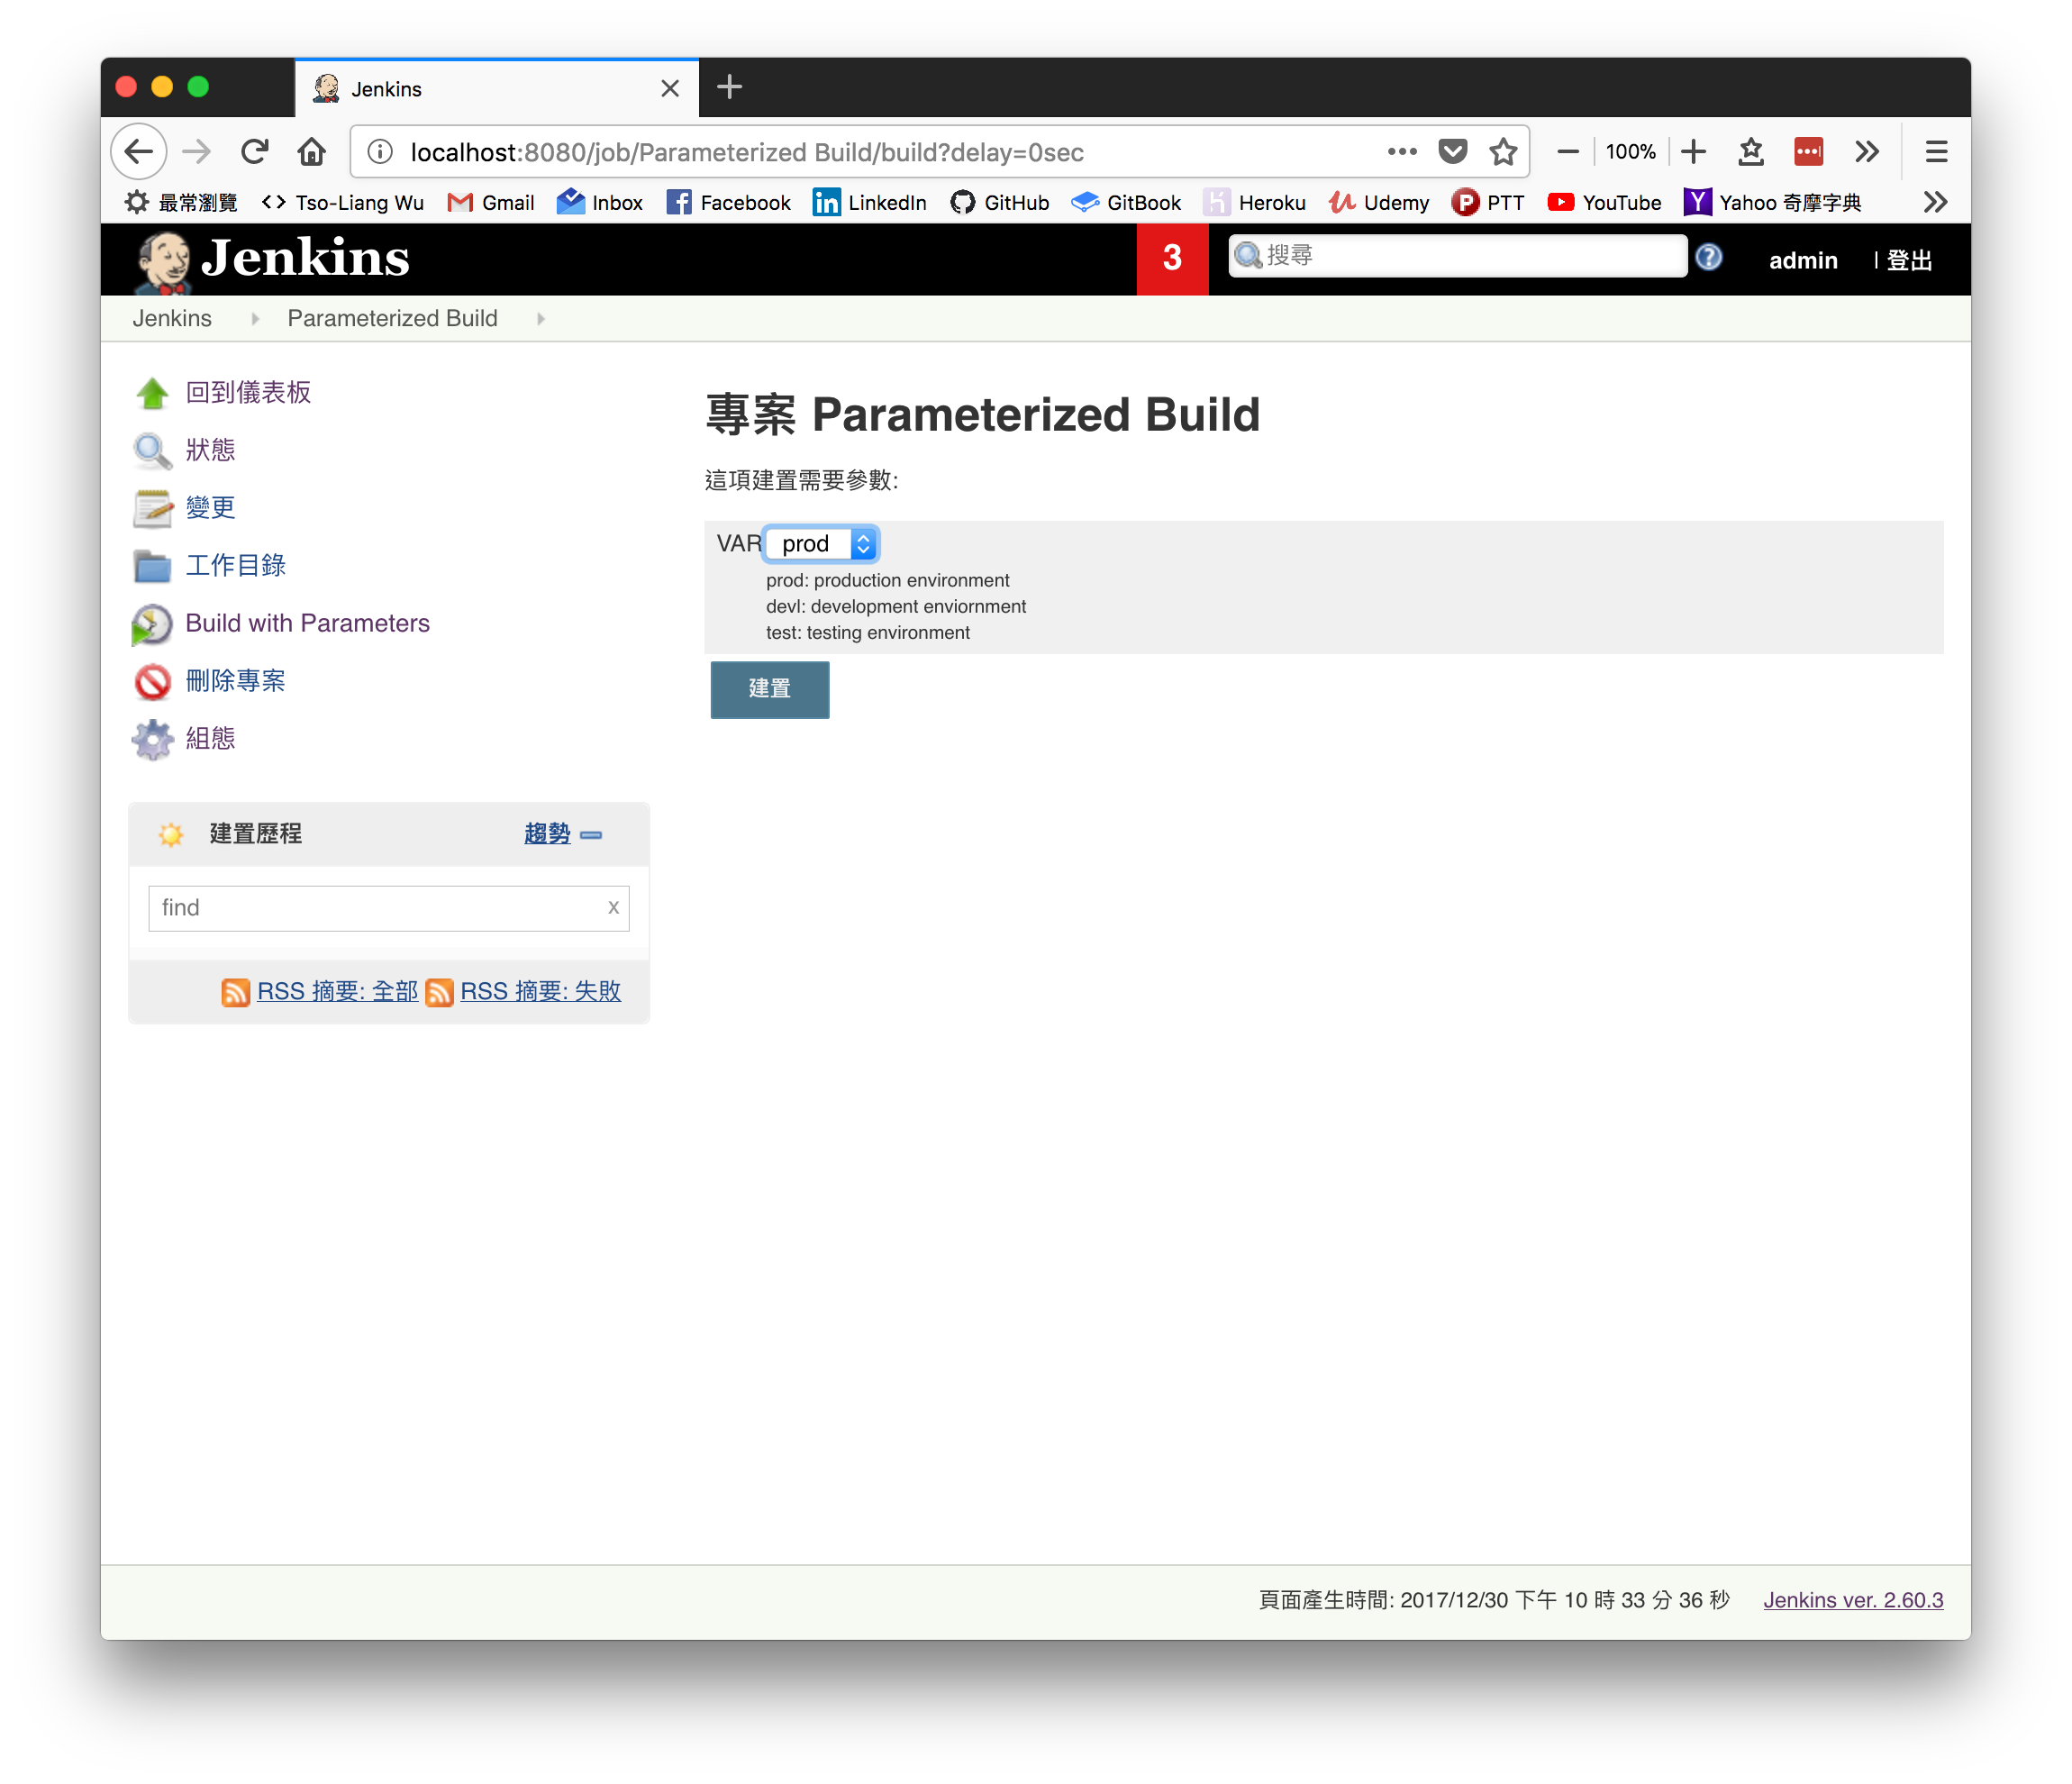 Jenkins
localhost:8080/job/Parameterized Build/build?delay=0sec
100%
最常瀏覽 Tso-Liang Wu Gmail Inbox Facebook LinkedIn GitHub GitBook Heroku Udemy PTT YouTube Yahoo 奇摩字典
Jenkins 3 搜尋 admin | 登出
Jenkins Parameterized Build
回到儀表板
狀態
變更
工作目錄
Build with Parameters
刪除專案
組態
建置歷程 趨勢
find x
RSS 摘要: 全部 RSS 摘要: 失敗
專案 Parameterized Build
這項建置需要參數:
VAR prod
prod: production environment
devl: development enviornment
test: testing environment
建置
頁面產生時間: 2017/12/30 下午 10 時 33 分 36 秒 Jenkins ver. 2.60.3